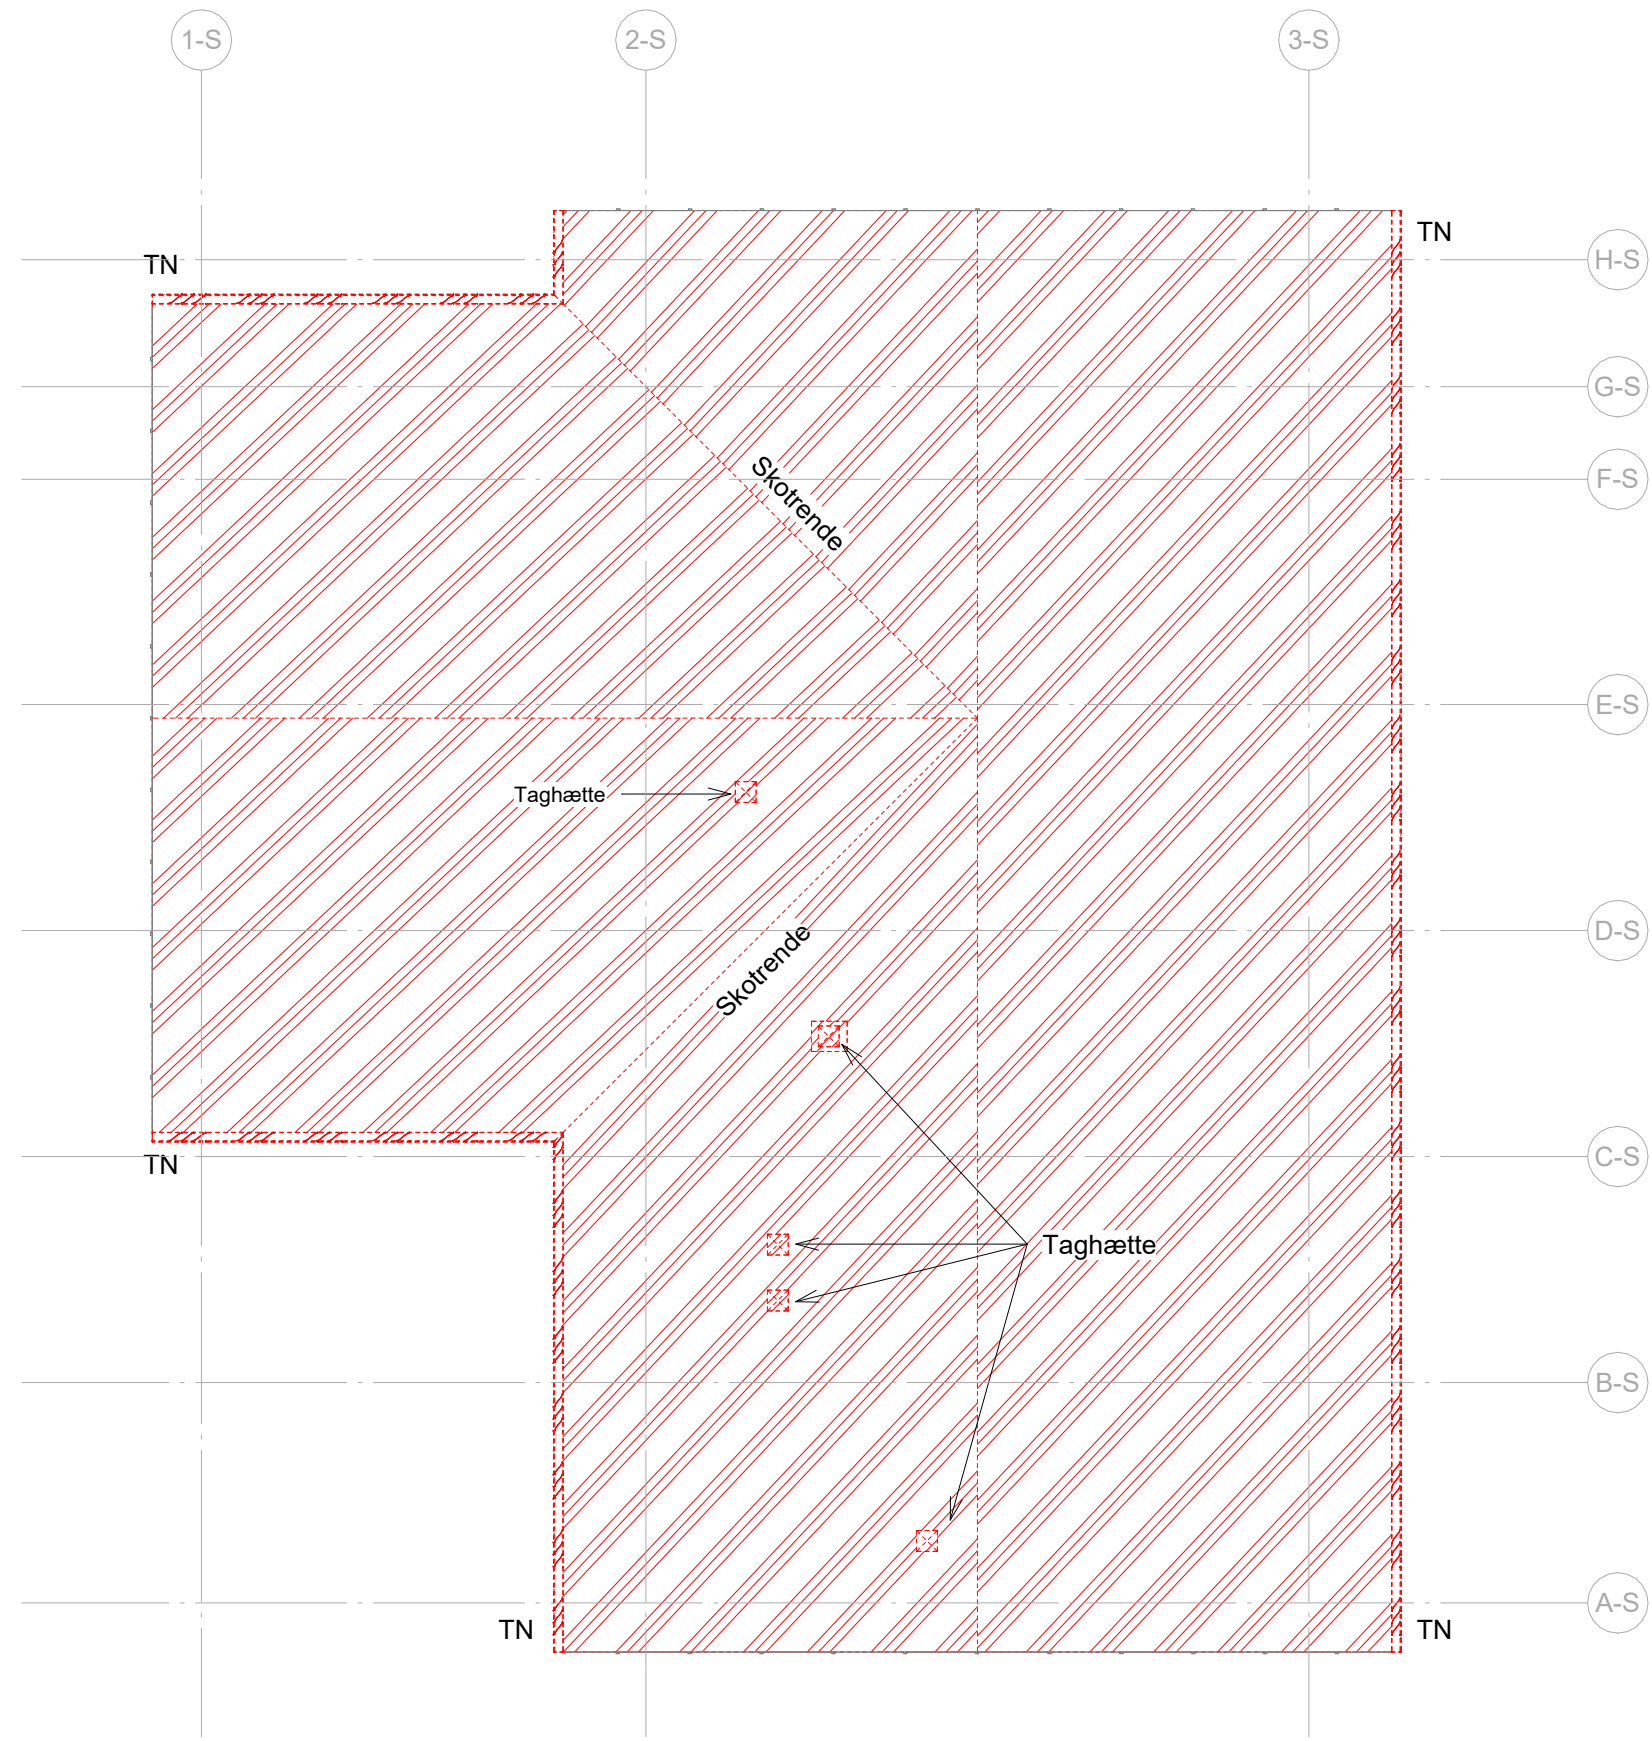 1-S
2-S
3-S
TN
TN
H-S
G-S
F-S
Skotrende
E-S
Taghætte
D-S
Skotrende
C-S
TN
Taghætte
B-S
A-S
TN
TN